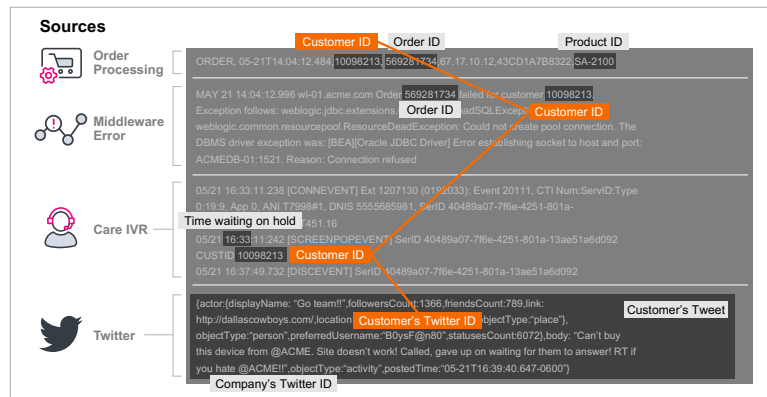 Sources
Customer ID Order ID Product ID
Order
Processing
ORDER, 05-21T14:04:12.484,10098213,569281734,67.17.10.12,43CD1A7B8322,SA-2100
MAY 21 14:04:12.996 wl-01.acme.com Order 569281734 failed for customer 10098213.
Exception follows: weblogic.jdbc.extensions.
Order ID
Customer ID
Middleware
Error
weblogic.common.resourcepool.ResourceDeadException: Could not create pool connection. The
DBMS driver exception was: [BEA][Oracle JDBC Driver] Error establishing socket to host and port:
ACMEDB-01:1521. Reason: Connection refused
05/21 16:33:11.238 [CONNEVENT] Ext 1207130 (0192033): Event 20111, CTI Num:ServID:Type
0:19:9, App 0, ANI T7998#1, DNIS 5555685981, SerID 40489a07-7f6e-4251-801a-
Time waiting on hold
451.16
Care IVR
05/21 16:33:11:242 [SCREENPOPEVENT] SerID 40489a07-7f6e-4251-801a-13ae51a6d092
CUSTID 10098213
Customer ID
05/21 16:37:49.732 [DISCEVENT] SerID 40489a07-7f6e-4251-801a-13ae51a6d092
{actor:{displayName: “Go team!!”,followersCount:1366,friendsCount:789,link:
Customer's Tweet
http://dallascowboys.com/,location
Customer's Twitter ID
objectType:“place”},
Twitter
objectType:“person”,preferredUsername:“B0ysF@n80”,statusesCount:6072},body: “Can’t buy
this device from @ACME. Site doesn’t work! Called, gave up on waiting for them to answer! RT if
you hate @ACME!!”,objectType:“activity”,postedTime:“05-21T16:39:40.647-0600”}
Company's Twitter ID